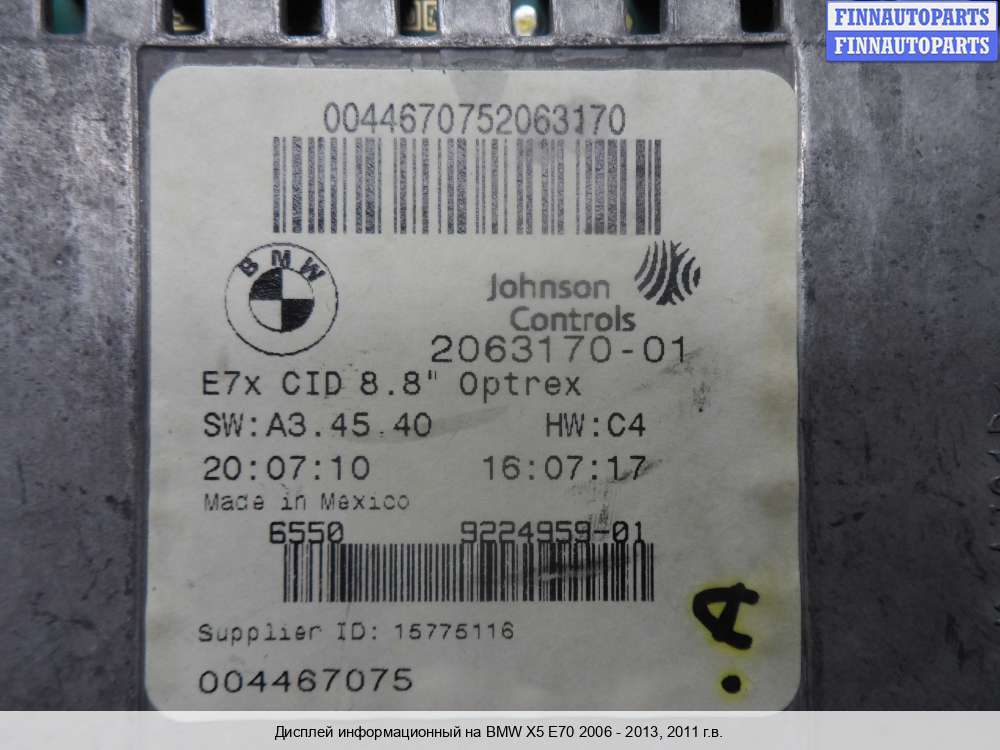 FINNAUTOPARTS
FINNAUTOPARTS
0044670752063170
BMW
Johnson
Controls
2063170-01
E7x CID 8.8" Optrex
SW:A3.45.40 HW:C4
20:07:10 16:07:17
Made in Mexico
6550 9224959-01
Supplier ID: 15775116
004467075
A.
Дисплей информационный на BMW X5 E70 2006 - 2013, 2011 г.в.